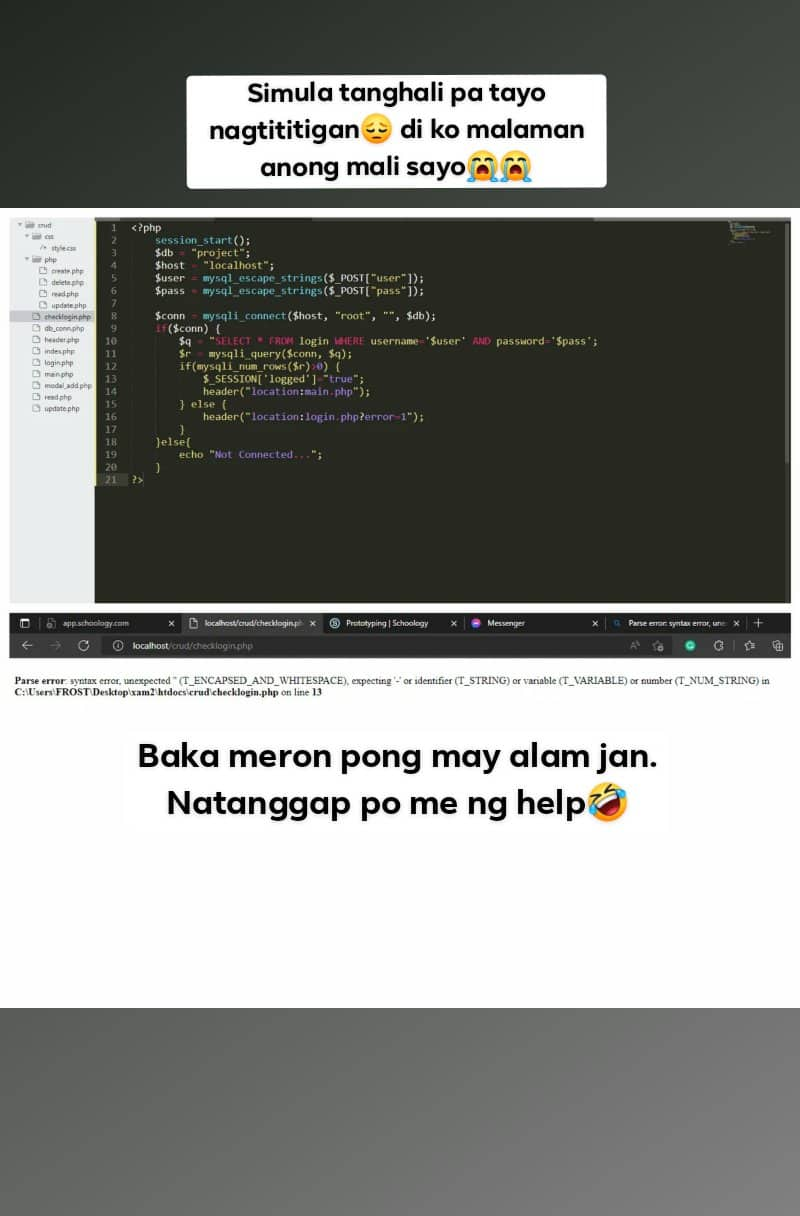 Simula tanghali pa tayo
nagtititigan😔 di ko malaman
anong mali sayo😭😭
crud
css
style.css
php
create.php
delete.php
read.php
update.php
checklogin.php
db_conn.php
header.php
index.php
login.php
main.php
modal_add.php
read.php
update.php
1 <?php
2 session_start();
3 $db = "project";
4 $host = "localhost";
5 $user = mysql_escape_strings($_POST["user"]);
6 $pass = mysql_escape_strings($_POST["pass"]);
7
8 $conn = mysqli_connect($host, "root", "", $db);
9 if($conn) {
10 $q = "SELECT * FROM login WHERE username='$user' AND password='$pass';
11 $r = mysqli_query($conn, $q);
12 if(mysqli_num_rows($r)>0) {
13 $_SESSION['logged']="true";
14 header("location:main.php");
15 } else {
16 header("location:login.php?error=1");
17 }
18 }else{
19 echo "Not Connected...";
20 }
21 ?>
app.schoology.com
localhost/crud/checklogin.ph
Prototyping | Schoology
Messenger
Parse error: syntax error, une
localhost/crud/checklogin.php
Parse error: syntax error, unexpected '' (T_ENCAPSED_AND_WHITESPACE), expecting '-' or identifier (T_STRING) or variable (T_VARIABLE) or number (T_NUM_STRING) in
C:\Users\FROST\Desktop\xam2\htdocs\crud\checklogin.php on line 13
Baka meron pong may alam jan.
Natanggap po me ng help🤣